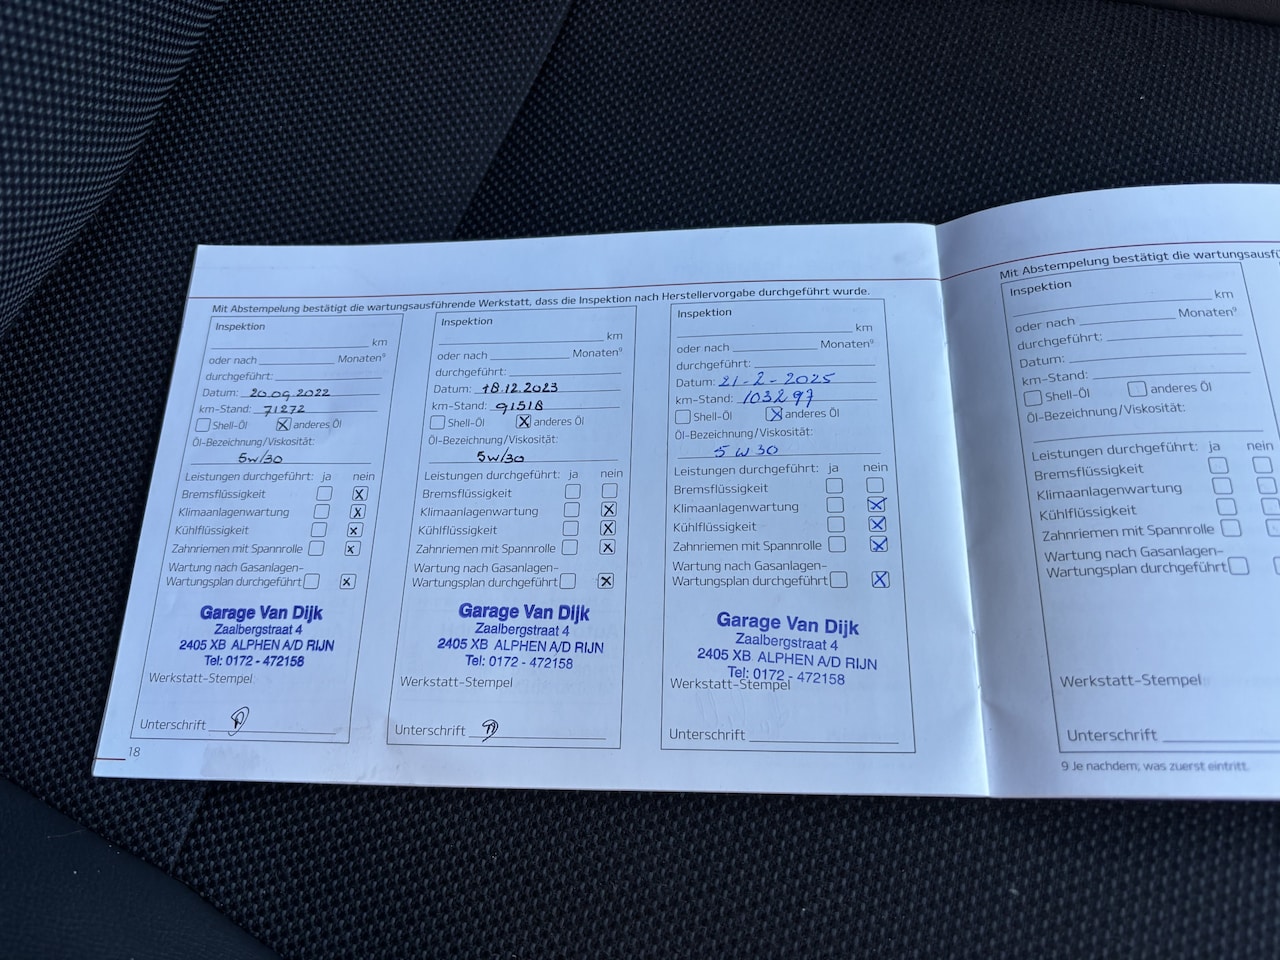 Mit Abstempelung bestätigt die wartungsausführende Werkstatt, dass die Inspektion nach Herstellervorgabe durchgeführt wurde.
Inspektion
km
oder nach Monaten⁹
durchgeführt:
Datum: 20.09.2022
km-Stand: 71272
Shell-Öl X anderes Öl
Öl-Bezeichnung/Viskosität:
5w/30
Leistungen durchgeführt: ja nein
Bremsflüssigkeit X
Klimaanlagenwartung X
Kühlflüssigkeit X
Zahnriemen mit Spannrolle X
Wartung nach Gasanlagen-
Wartungsplan durchgeführt X
Garage Van Dijk
Zaalbergstraat 4
2405 XB ALPHEN A/D RIJN
Tel: 0172 - 472158
Werkstatt-Stempel
Unterschrift
18
Inspektion
km
oder nach Monaten⁹
durchgeführt:
Datum: 18.12.2023
km-Stand: 91518
Shell-Öl X anderes Öl
Öl-Bezeichnung/Viskosität:
5w/30
Leistungen durchgeführt: ja nein
Bremsflüssigkeit
Klimaanlagenwartung X
Kühlflüssigkeit X
Zahnriemen mit Spannrolle X
Wartung nach Gasanlagen-
Wartungsplan durchgeführt X
Garage Van Dijk
Zaalbergstraat 4
2405 XB ALPHEN A/D RIJN
Tel: 0172 - 472158
Werkstatt-Stempel
Unterschrift
Inspektion
km
oder nach Monaten⁹
durchgeführt:
Datum: 21-2-2025
km-Stand: 103297
Shell-Öl X anderes Öl
Öl-Bezeichnung/Viskosität:
5 W 30
Leistungen durchgeführt: ja nein
Bremsflüssigkeit
Klimaanlagenwartung X
Kühlflüssigkeit X
Zahnriemen mit Spannrolle X
Wartung nach Gasanlagen-
Wartungsplan durchgeführt X
Garage Van Dijk
Zaalbergstraat 4
2405 XB ALPHEN A/D RIJN
Tel: 0172 - 472158
Werkstatt-Stempel
Unterschrift
Mit Abstempelung bestätigt die wartungsausfü
Inspektion
km
oder nach Monaten⁹
durchgeführt:
Datum:
km-Stand:
Shell-Öl anderes Öl
Öl-Bezeichnung/Viskosität:
Leistungen durchgeführt: ja nein
Bremsflüssigkeit
Klimaanlagenwartung
Kühlflüssigkeit
Zahnriemen mit Spannrolle
Wartung nach Gasanlagen-
Wartungsplan durchgeführt
Werkstatt-Stempel
Unterschrift
9 Je nachdem, was zuerst eintritt.